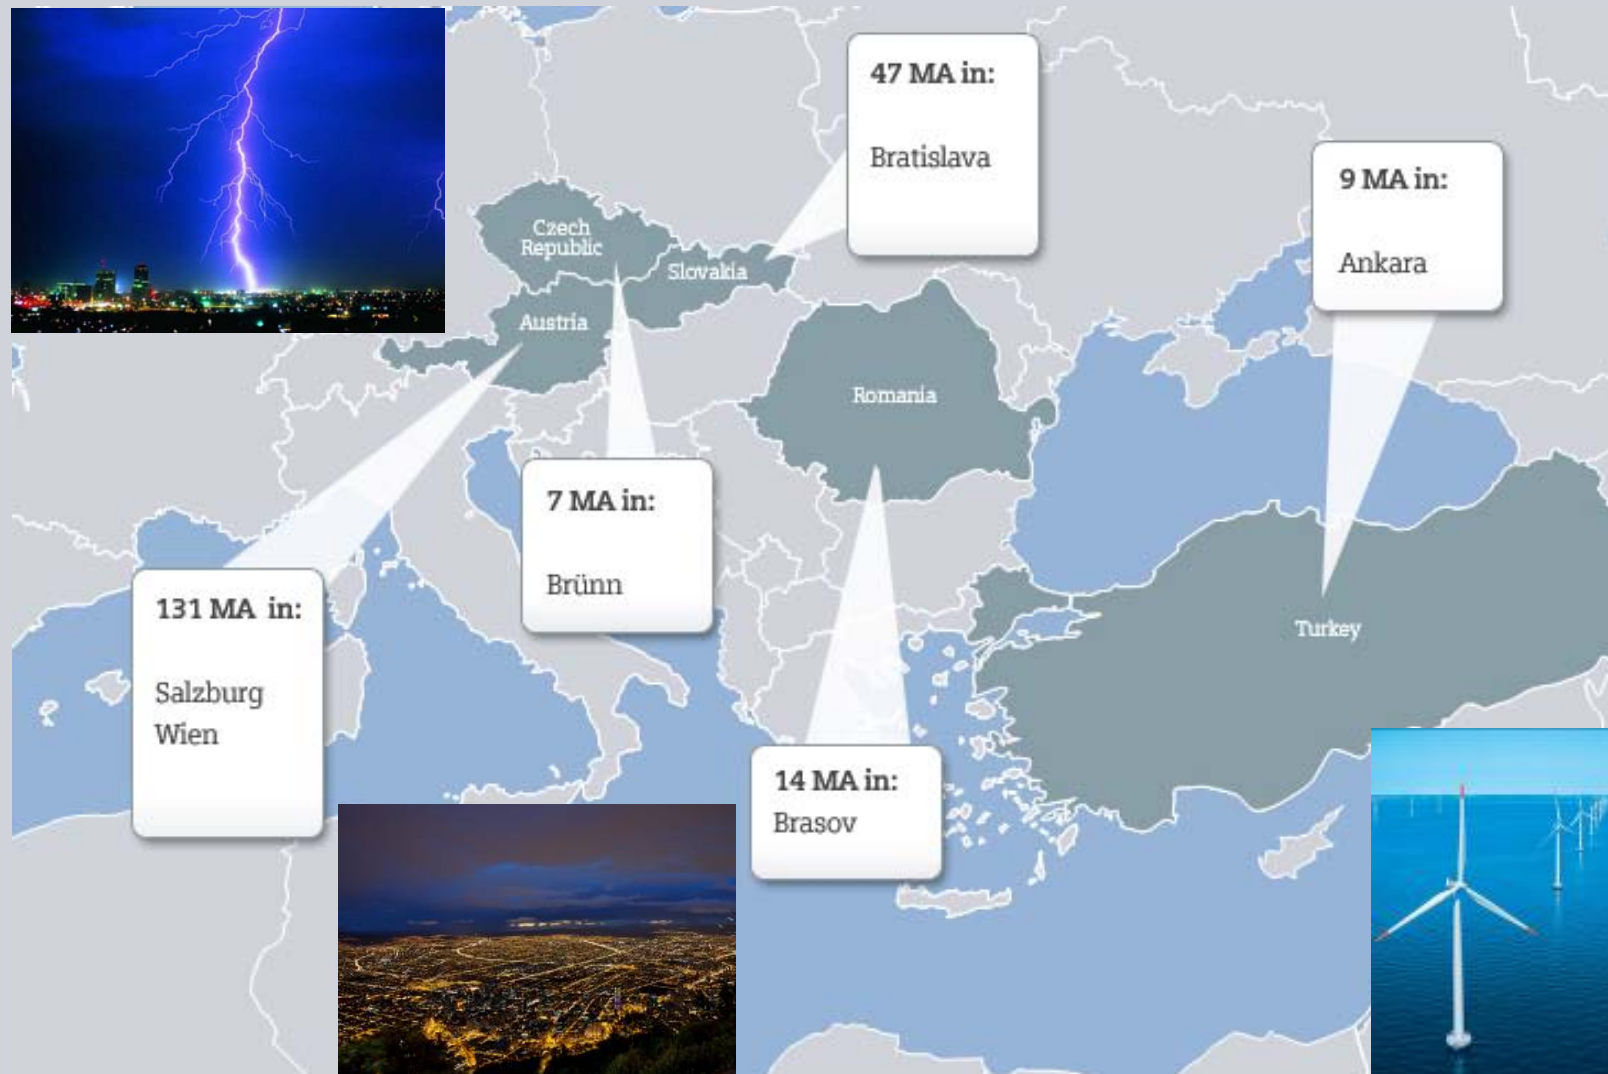 47 MA in:
Bratislava
9 MA in:
Ankara
Czech
Republic
Slovakia
Austria
Romania
7 MA in:
Brünn
131 MA  in:
Salzburg
Wien
Turkey
14 MA in:
Brasov